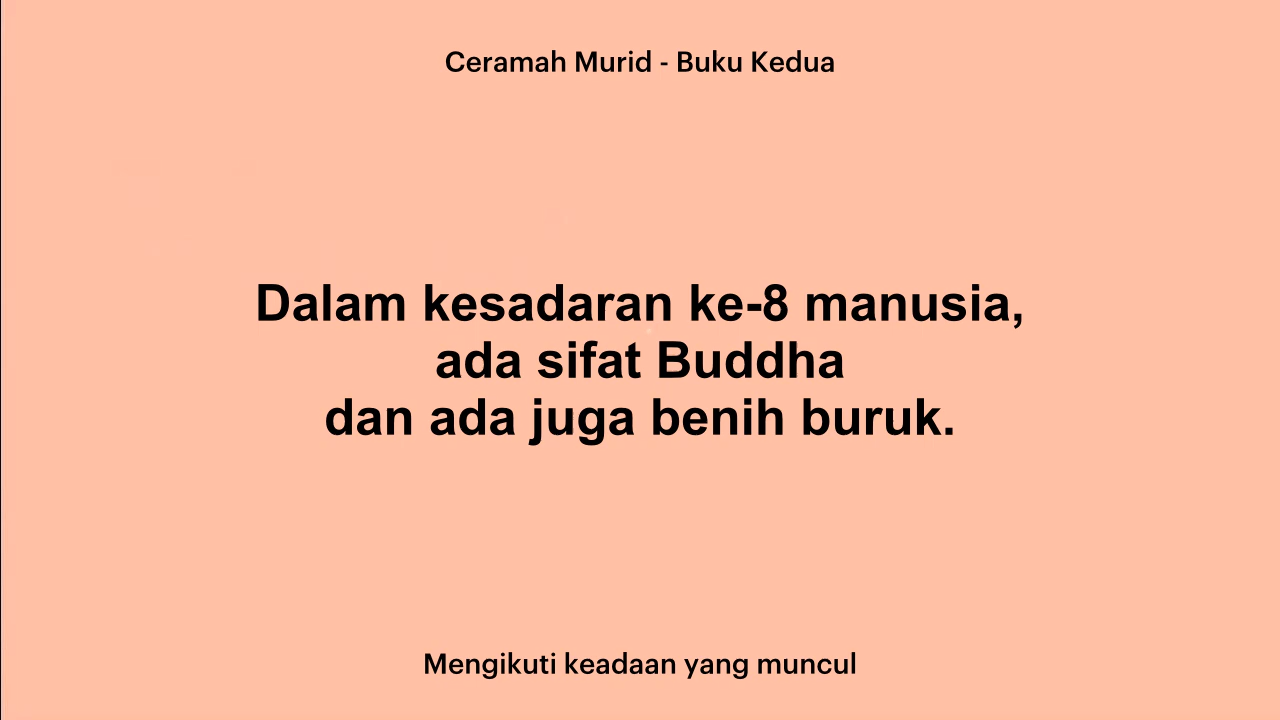 Ceramah Murid - Buku Kedua
Dalam kesadaran ke-8 manusia,
ada sifat Buddha
dan ada juga benih buruk.
Mengikuti keadaan yang muncul